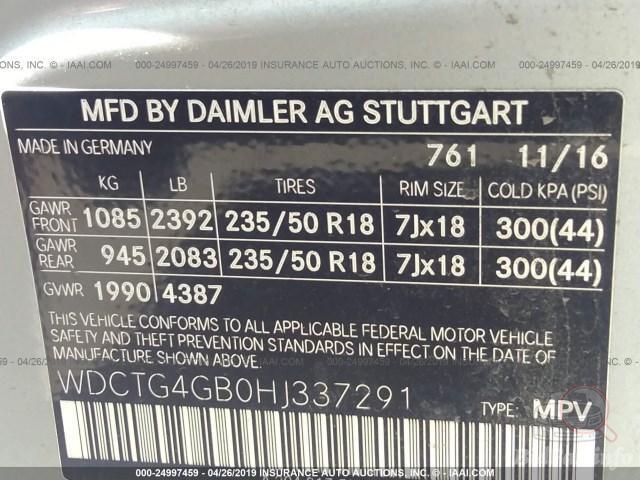 000-24997459 - 04/26/2019 INSURANCE AUTO AUCTIONS, INC. - IAAI.COM
MFD BY DAIMLER AG STUTTGART
MADE IN GERMANY 761 11/16
KG LB TIRES RIM SIZE COLD KPA (PSI)
GAWR FRONT 1085 2392 235/50 R18 7Jx18 300(44)
GAWR REAR 945 2083 235/50 R18 7Jx18 300(44)
GVWR 1990 4387
THIS VEHICLE CONFORMS TO ALL APPLICABLE FEDERAL MOTOR VEHICLE
SAFETY AND THEFT PREVENTION STANDARDS IN EFFECT ON THE DATE OF
MANUFACTURE SHOWN ABOVE.
000-24997459 - 04/26/2019 INSURANCE AUTO AUCTIONS, INC. - IAAI.COM
WDCTG4GB0HJ337291 TYPE: MPV
000-24997459 - 04/26/2019 INSURANCE AUTO AUCTIONS, INC. - IAAI.COM